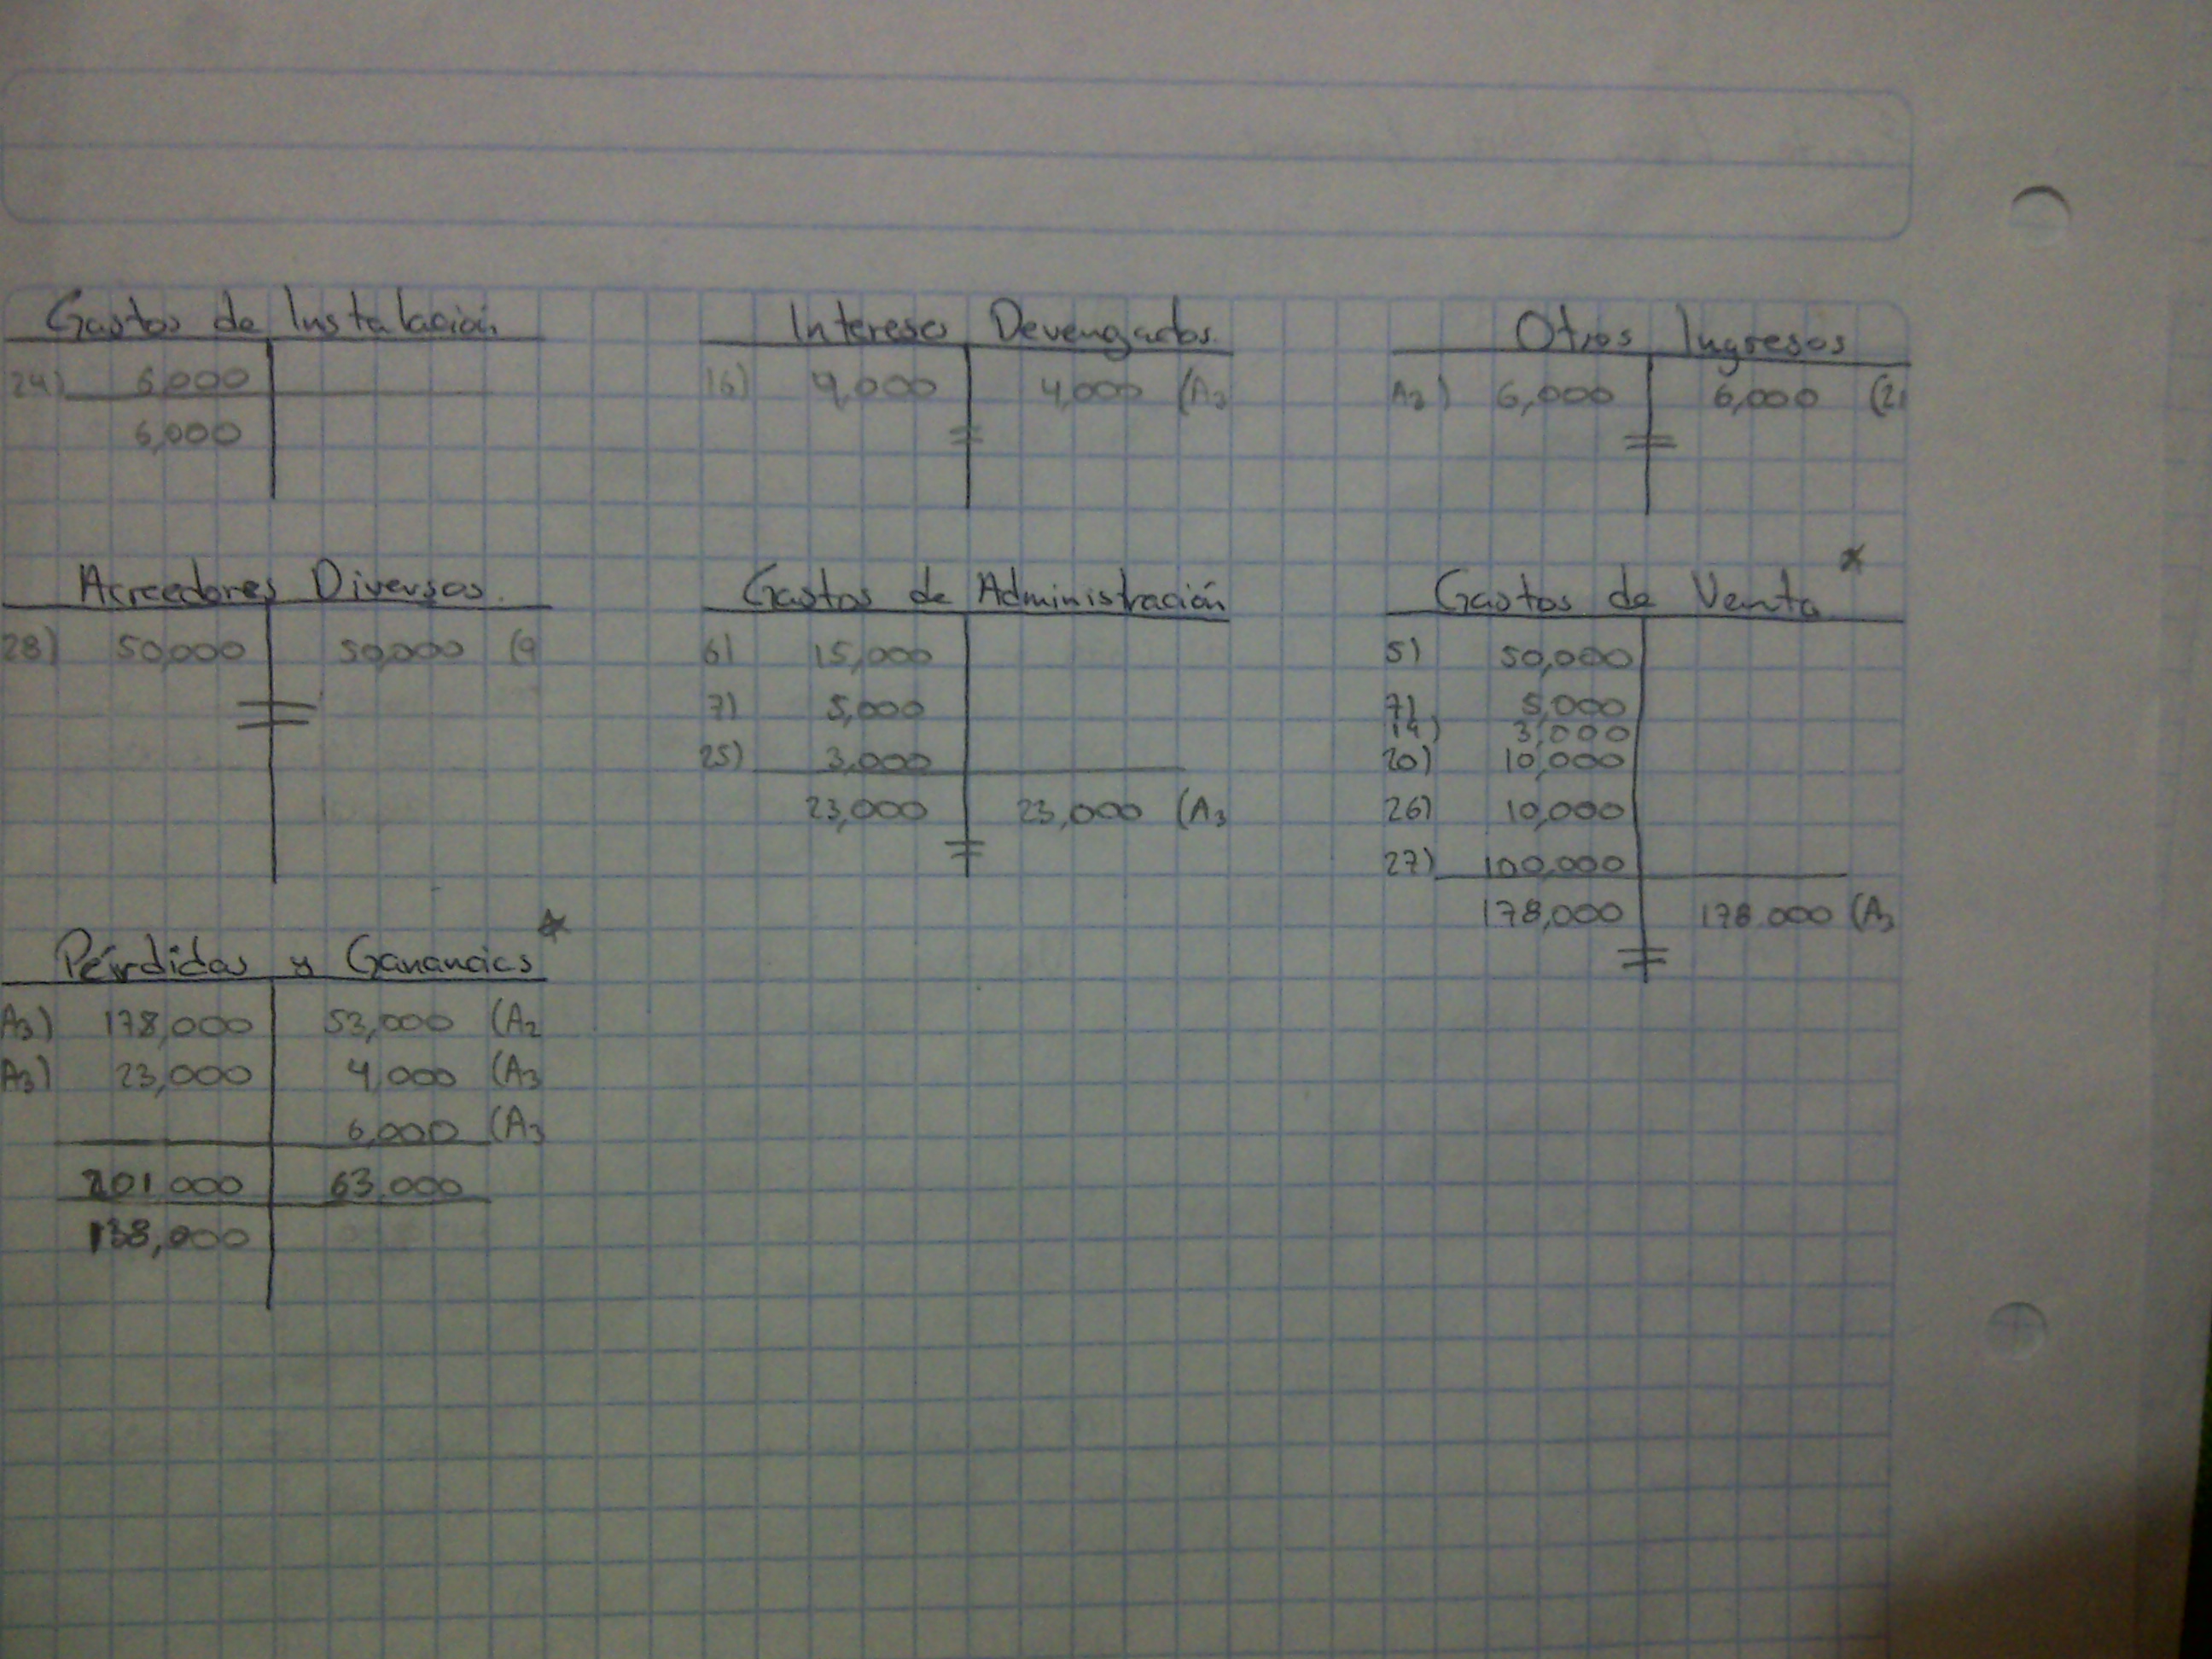 Gastos de Instalación
24) 6,000
6,000
Intereses Devengados.
16) 9,000 4,000 (A3
Otros Ingresos
A3) 6,000 6,000 (21
Acreedores Diversos.
28) 50,000 50,000 (9
Gastos de Administración
6) 15,000
7) 5,000
25) 3,000
23,000 23,000 (A3
Gastos de Venta *
5) 50,000
7) 5,000
14) 3,000
20) 10,000
26) 10,000
27) 100,000
178,000 178.000 (A3
Pérdidas y Ganancias *
A3) 178,000 53,000 (A2
A3) 23,000 4,000 (A3
6,000 (A3
201,000 63,000
138,000